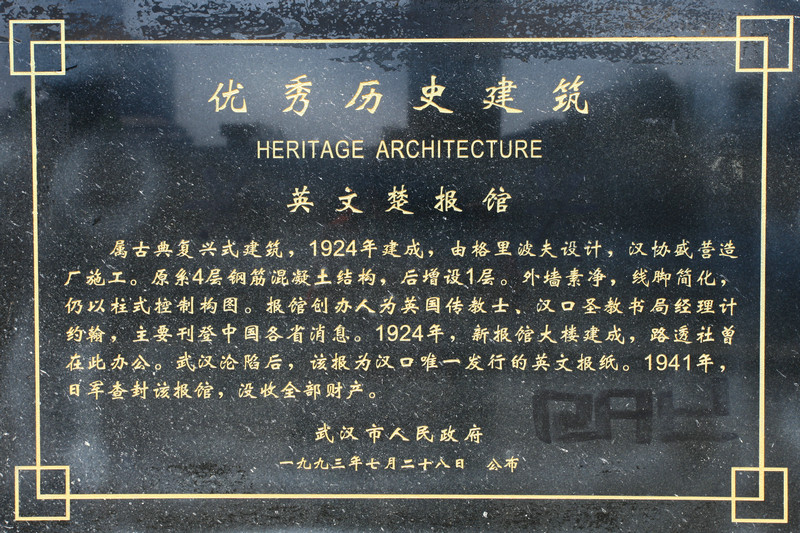 优秀历史建筑
HERITAGE ARCHITECTURE
英文楚报馆
属古典复兴式建筑，1924年建成，由格里波夫设计，汉协盛营造
厂施工。原系4层钢筋混凝土结构，后增设1层。外墙素净，线脚简化，
仍以柱式控制构图。报馆创办人为英国传教士、汉口圣教书局经理计
约翰，主要刊登中国各省消息。1924年，新报馆大楼建成，路透社曾
在此办公。武汉沦陷后，该报为汉口唯一发行的英文报纸。1941年，
日军查封该报馆，没收全部财产。
武汉市人民政府
一九九三年七月二十八日 公布